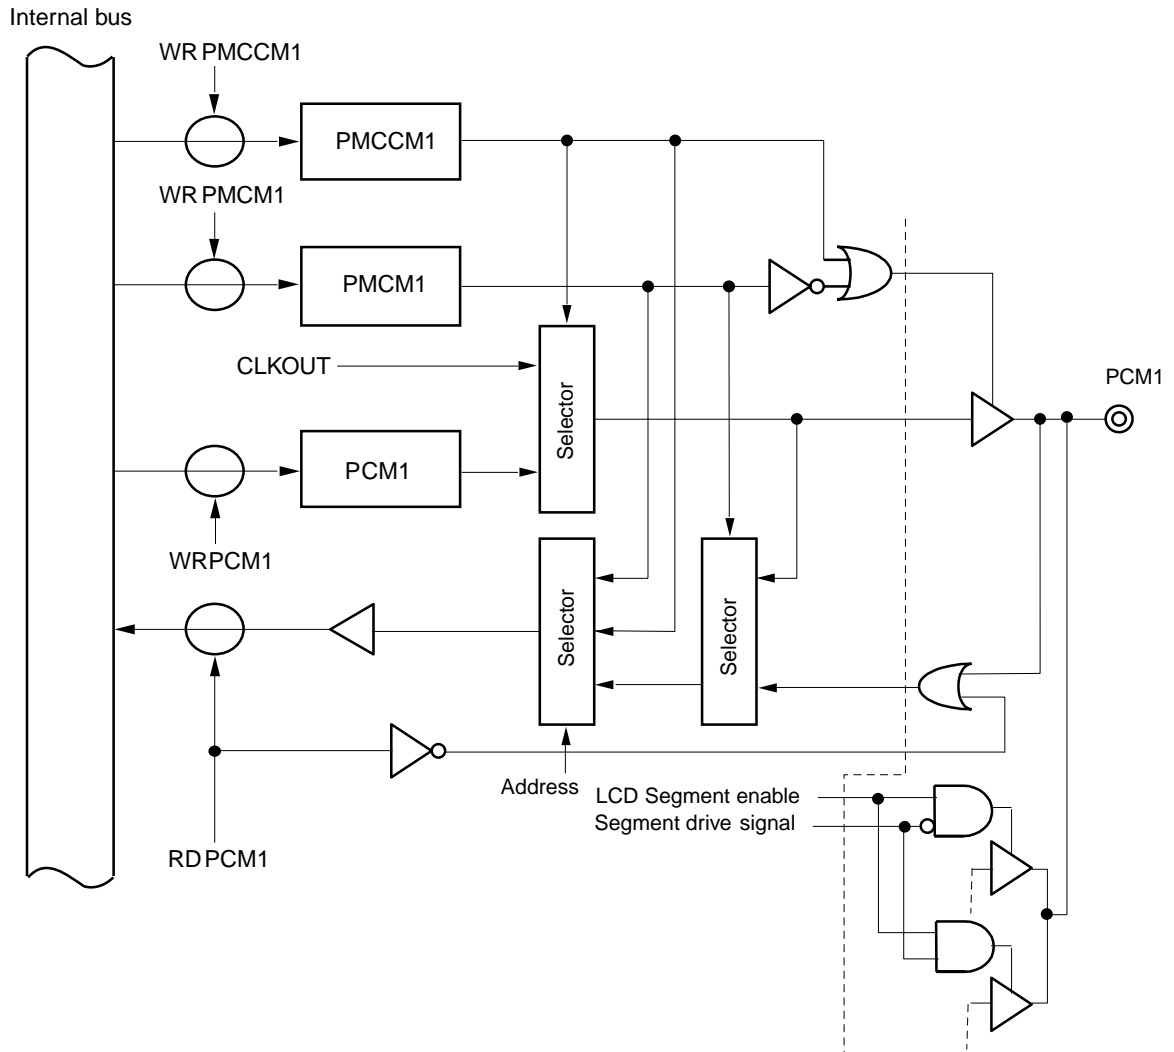 Internal bus
WR PMCCM1
PMCCM1
WR PMCM1
PMCM1
CLKOUT
Selector
PCM1
PCM1
WRPCM1
Selector
Selector
Address
LCD Segment enable
Segment drive signal
RD PCM1